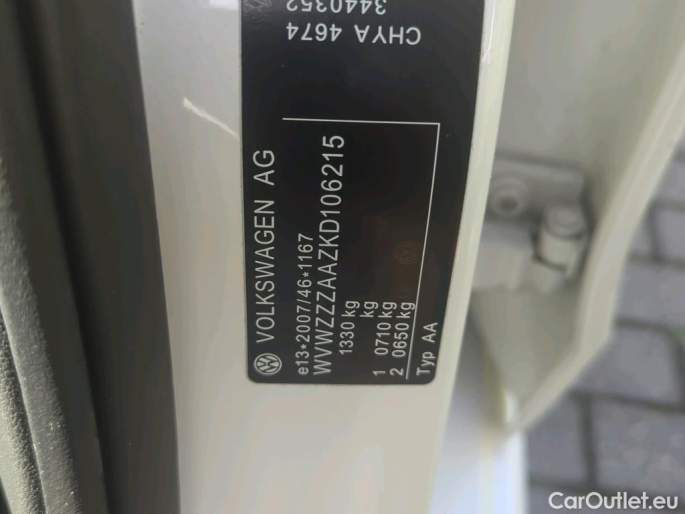 CHYA 4674
3440352
VOLKSWAGEN AG
e13*2007/46*1167
WVWZZZAAZKD106215
1330 kg
kg
1 0710 kg
2 0650 kg
Typ AA
CarOutlet.eu